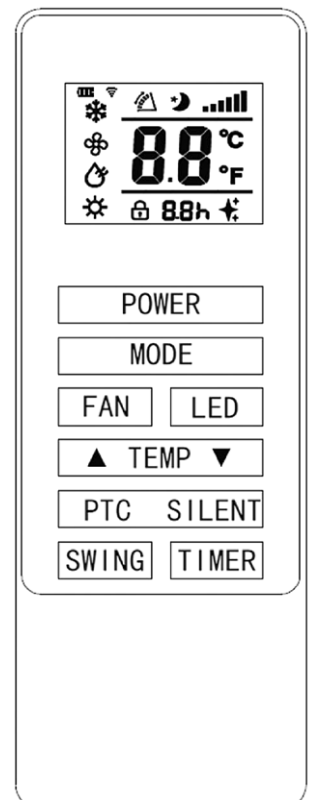 88 °C
. °F
8.8h
POWER
MODE
FAN LED
▲ TEMP ▼
PTC SILENT
SWING TIMER